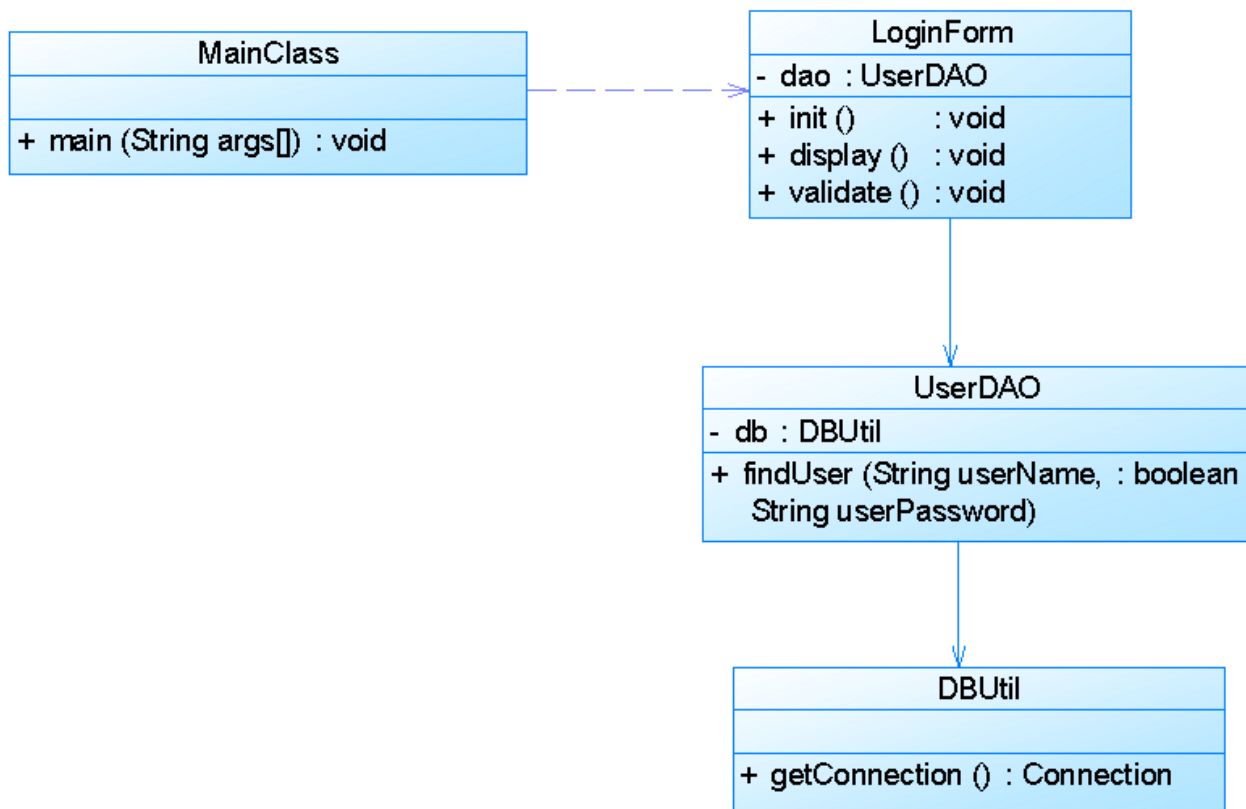 MainClass
+ main (String args[]) : void
LoginForm
- dao : UserDAO
+ init () : void
+ display () : void
+ validate () : void
UserDAO
- db : DBUtil
+ findUser (String userName, : boolean
String userPassword)
DBUtil
+ getConnection () : Connection